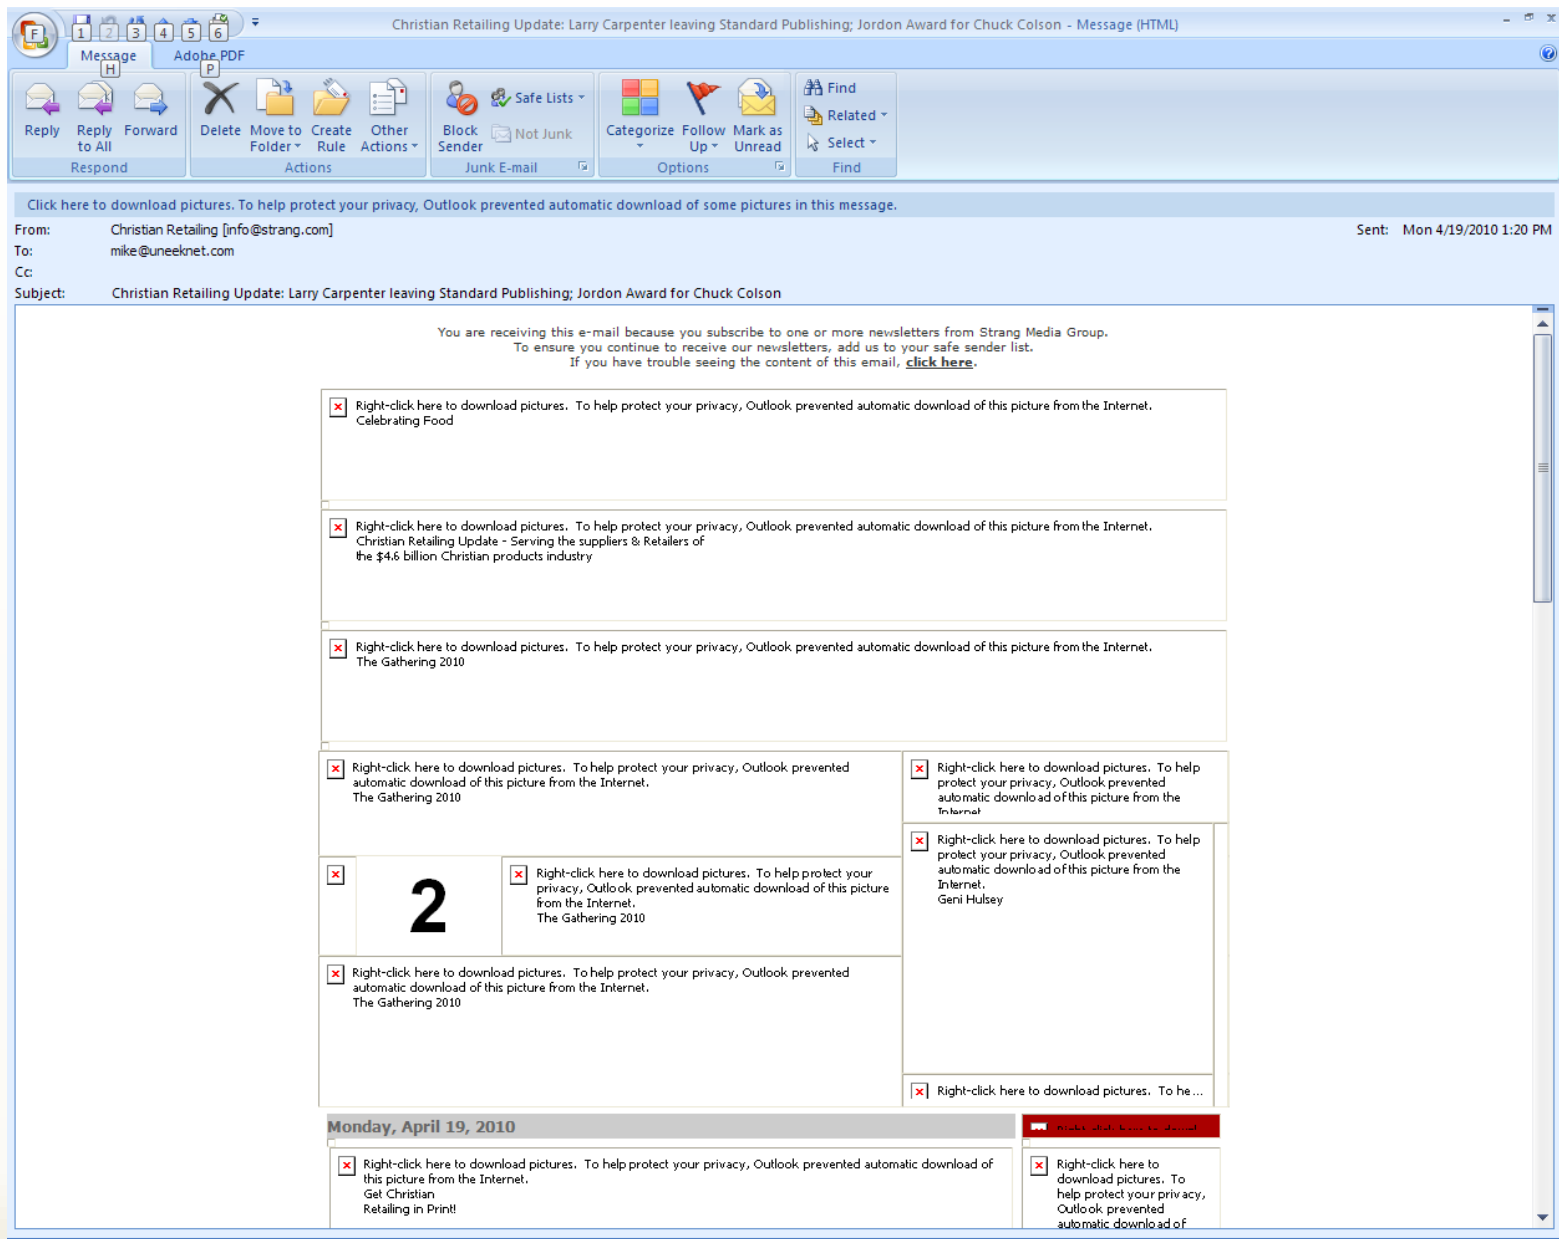 Christian Retailing Update: Larry Carpenter leaving Standard Publishing; Jordon Award for Chuck Colson - Message (HTML)
F 1 2 3 4 5 6
Message Adobe PDF
H P
Reply Reply to All Forward
Respond
Delete Move to Folder Create Rule Other Actions
Actions
Block Sender Safe Lists Not Junk
Junk E-mail
Categorize Follow Up Mark as Unread
Options
Find
Related
Select
Find
Click here to download pictures. To help protect your privacy, Outlook prevented automatic download of some pictures in this message.
From: Christian Retailing [info@strang.com] Sent: Mon 4/19/2010 1:20 PM
To: mike@uneeknet.com
Cc:
Subject: Christian Retailing Update: Larry Carpenter leaving Standard Publishing; Jordon Award for Chuck Colson
You are receiving this e-mail because you subscribe to one or more newsletters from Strang Media Group.
To ensure you continue to receive our newsletters, add us to your safe sender list.
If you have trouble seeing the content of this email, click here.
Right-click here to download pictures. To help protect your privacy, Outlook prevented automatic download of this picture from the Internet.
Celebrating Food
Right-click here to download pictures. To help protect your privacy, Outlook prevented automatic download of this picture from the Internet.
Christian Retailing Update - Serving the suppliers & Retailers of
the $4.6 billion Christian products industry
Right-click here to download pictures. To help protect your privacy, Outlook prevented automatic download of this picture from the Internet.
The Gathering 2010
Right-click here to download pictures. To help protect your privacy, Outlook prevented
automatic download of this picture from the Internet.
The Gathering 2010
Right-click here to download pictures. To help
protect your privacy, Outlook prevented
automatic download of this picture from the
Internet
2
Right-click here to download pictures. To help protect your
privacy, Outlook prevented automatic download of this picture
from the Internet.
The Gathering 2010
Right-click here to download pictures. To help
protect your privacy, Outlook prevented
automatic download of this picture from the
Internet.
Geni Hulsey
Right-click here to download pictures. To help protect your privacy, Outlook prevented
automatic download of this picture from the Internet.
The Gathering 2010
Right-click here to download pictures. To he...
Monday, April 19, 2010
Right-click here to download pictures. To help protect your privacy, Outlook prevented automatic download of
this picture from the Internet.
Get Christian
Retailing in Print!
Right-click here to
download pictures. To
help protect your privacy,
Outlook prevented
automatic download of